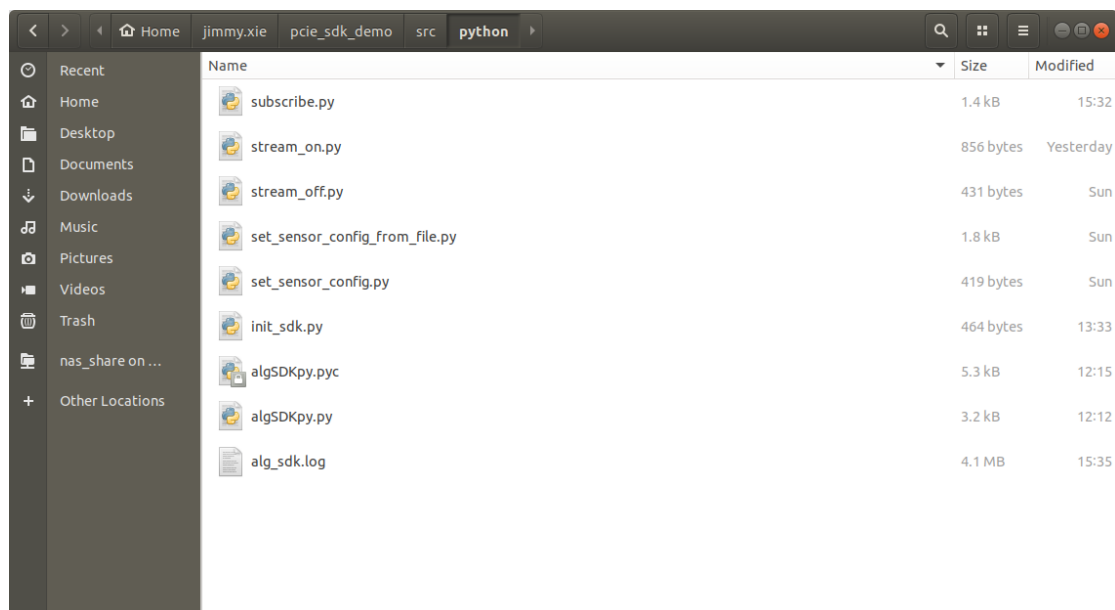 Home jimmy.xie pcie_sdk_demo src python
Recent
Home
Desktop
Documents
Downloads
Music
Pictures
Videos
Trash
nas_share on ...
+ Other Locations
Name Size Modified
subscribe.py 1.4 kB 15:32
stream_on.py 856 bytes Yesterday
stream_off.py 431 bytes Sun
set_sensor_config_from_file.py 1.8 kB Sun
set_sensor_config.py 419 bytes Sun
init_sdk.py 464 bytes 13:33
algSDKpy.pyc 5.3 kB 12:15
algSDKpy.py 3.2 kB 12:12
alg_sdk.log 4.1 MB 15:35